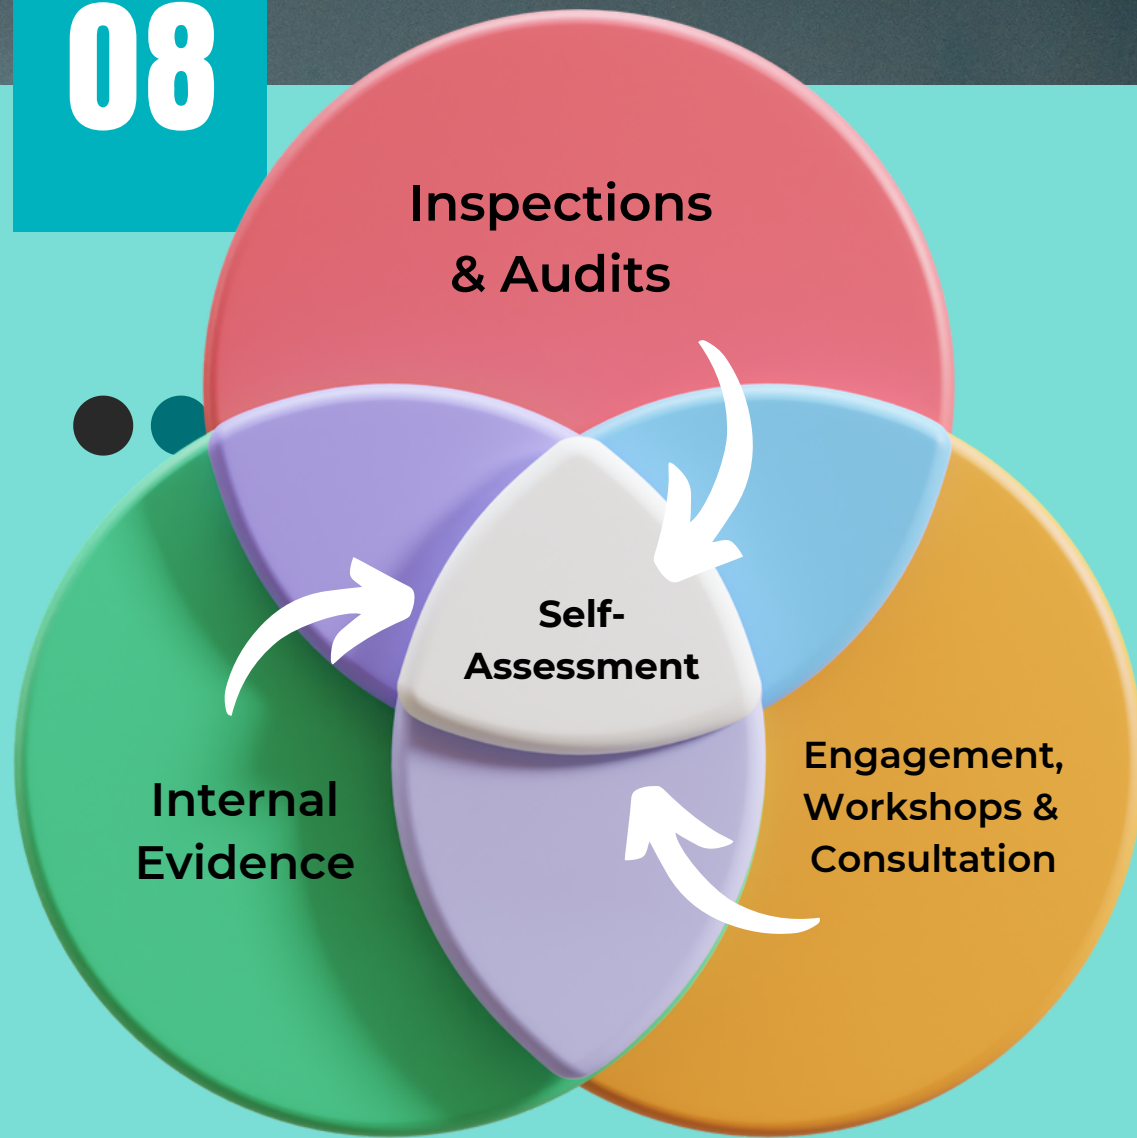 08
Inspections
& Audits
Self-
Assessment
Internal
Evidence
Engagement,
Workshops &
Consultation